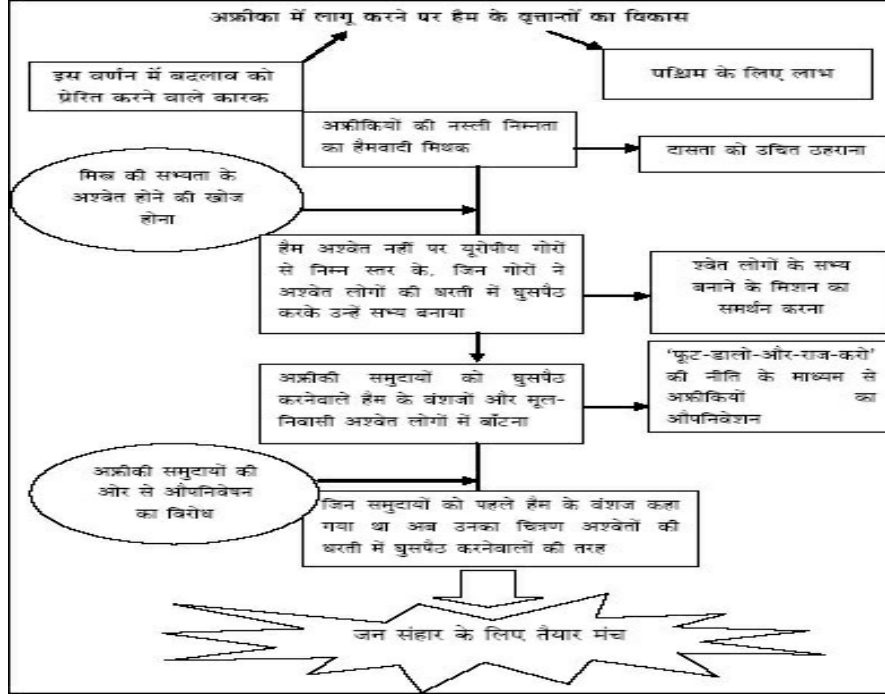 अफ्रीका में लागू करने पर हैम के वृत्तान्तों का विकास
इस वर्णन में बदलाव को
प्रेरित करने वाले कारक
पश्चिम के लिए लाभ
अफ्रीकियों की नस्ली निम्नता
का हैमवादी मिथक
दासता को उचित ठहराना
मिस्र की सभ्यता के
अश्वेत होने की खोज
होना
हैम अश्वेत नहीं पर यूरोपीय गोरों
से निम्न स्तर के, जिन गोरों ने
अश्वेत लोगों की धरती में घुसपैठ
करके उन्हें सभ्य बनाया
श्वेत लोगों के सभ्य
बनाने के मिशन का
समर्थन करना
अफ्रीकी समुदायों को घुसपैठ
करनेवाले हैम के वंशजों और मूल-
निवासी अश्वेत लोगों में बाँटना
'फूट-डालो-और-राज-करो'
की नीति के माध्यम से
अफ्रीकियों का
औपनिवेशन
अफ्रीकी समुदायों की
ओर से औपनिवेषन
का विरोध
जिन समुदायों को पहले हैम के वंशज कहा
गया था अब उनका चित्रण अश्वेतों की
धरती में घुसपैठ करनेवालों की तरह
जन संहार के लिए तैयार मंच